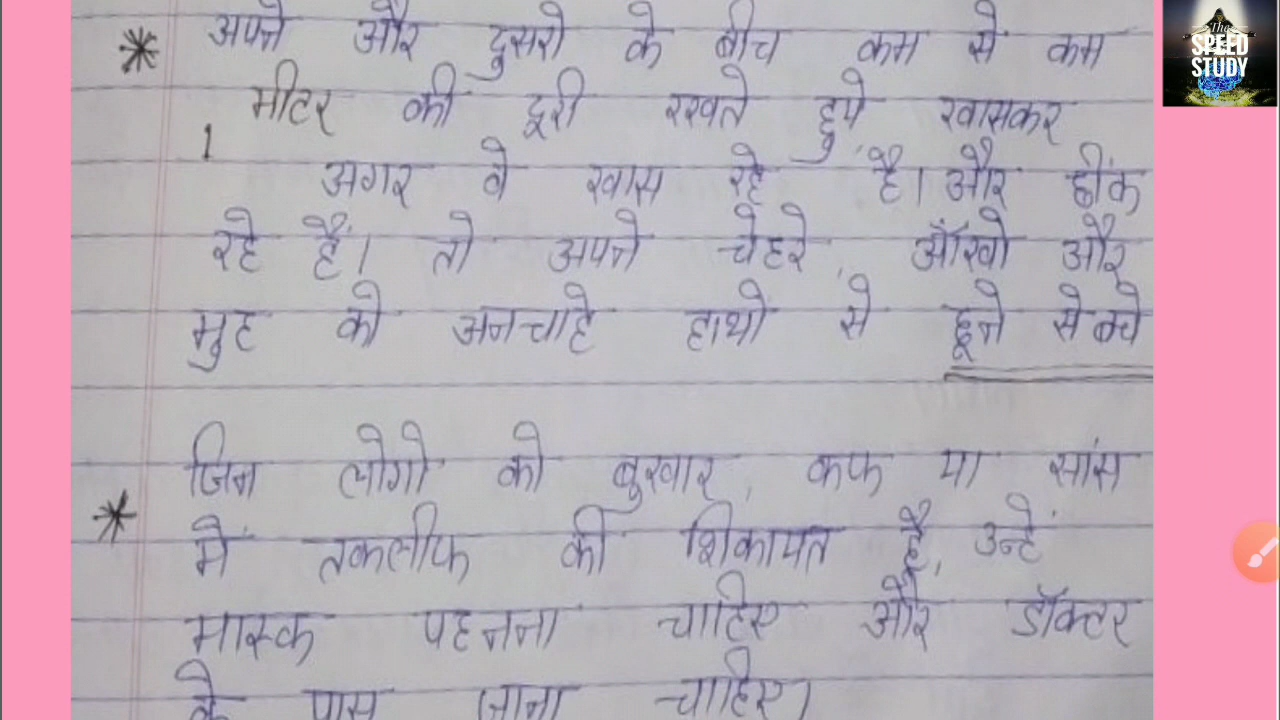 * अपने और दुसरो के बीच कम से कम
1 मीटर की दूरी रखते हुये, खासकर
अगर वे खास रहे है। और छींक
रहे हैं। तो अपने चेहरे, आँखो और
मुह को अनचाहे हाथो से छूने से बचे
* जिन लोगो को बुखार, कफ या सांस
में तकलीफ की शिकायत है, उन्हें
मास्क पहनना चाहिए और डॉक्टर
के पास जाना चाहिए।
The
SPEED
STUDY